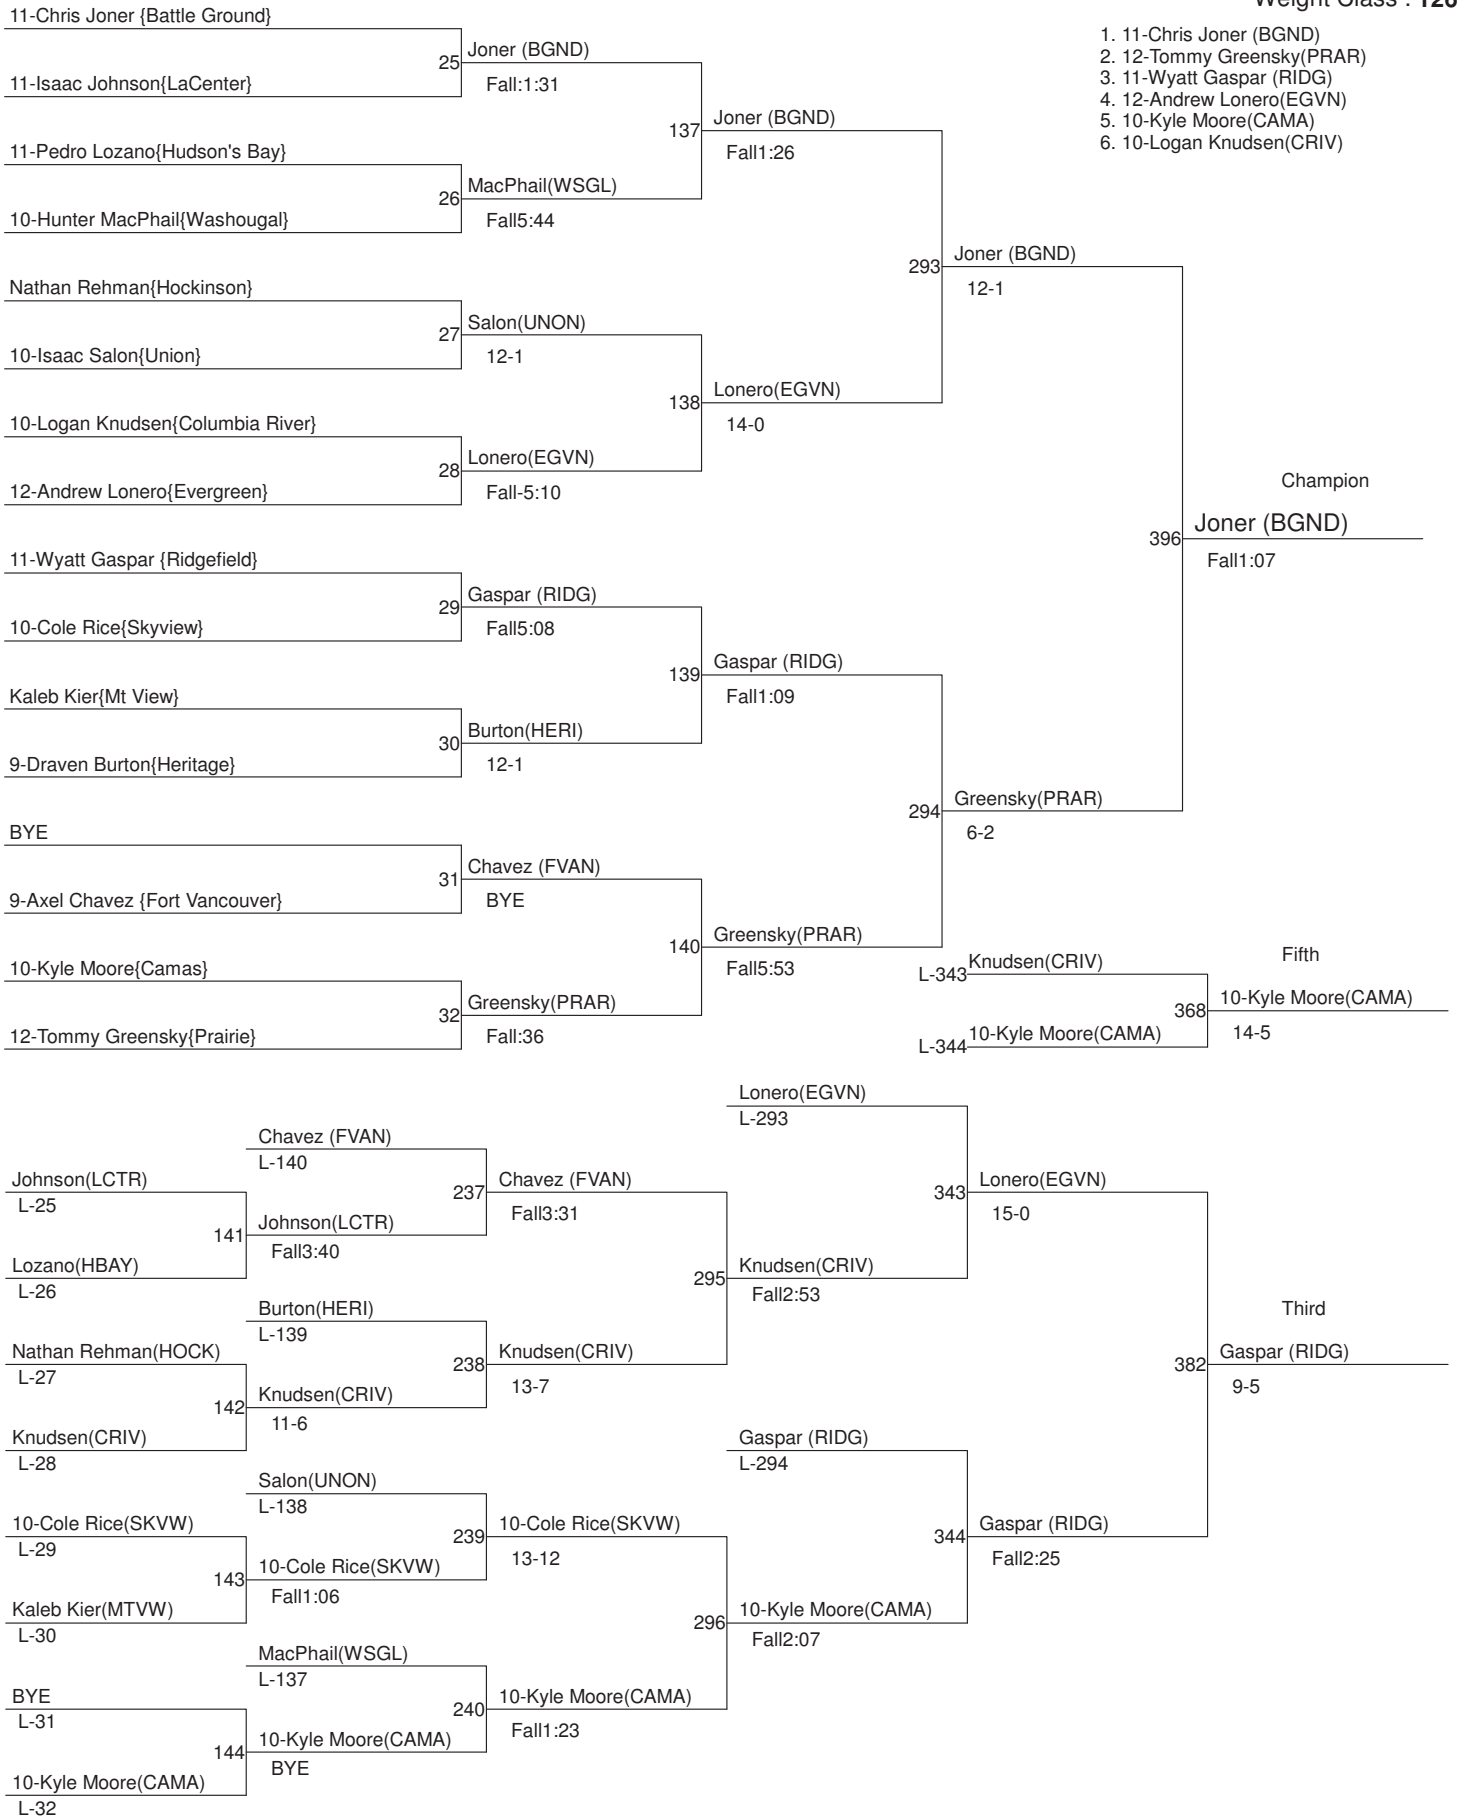 Weight Class : 126
1. 11-Chris Joner (BGND)
2. 12-Tommy Greensky(PRAR)
3. 11-Wyatt Gaspar (RIDG)
4. 12-Andrew Lonero(EGVN)
5. 10-Kyle Moore(CAMA)
6. 10-Logan Knudsen(CRIV)
11-Chris Joner {Battle Ground}
25
Joner (BGND)
Fall:1:31
11-Isaac Johnson{LaCenter}
137
Joner (BGND)
Fall1:26
11-Pedro Lozano{Hudson's Bay}
26
MacPhail(WSGL)
Fall5:44
10-Hunter MacPhail{Washougal}
293
Joner (BGND)
12-1
Nathan Rehman{Hockinson}
27
Salon(UNON)
12-1
10-Isaac Salon{Union}
138
Lonero(EGVN)
14-0
10-Logan Knudsen{Columbia River}
28
Lonero(EGVN)
Fall-5:10
12-Andrew Lonero{Evergreen}
Champion
396
Joner (BGND)
Fall1:07
11-Wyatt Gaspar {Ridgefield}
29
Gaspar (RIDG)
Fall5:08
10-Cole Rice{Skyview}
139
Gaspar (RIDG)
Fall1:09
Kaleb Kier{Mt View}
30
Burton(HERI)
12-1
9-Draven Burton{Heritage}
294
Greensky(PRAR)
6-2
BYE
31
Chavez (FVAN)
BYE
9-Axel Chavez {Fort Vancouver}
140
Greensky(PRAR)
Fall5:53
10-Kyle Moore{Camas}
32
Greensky(PRAR)
Fall:36
12-Tommy Greensky{Prairie}
Fifth
L-343
Knudsen(CRIV)
368
10-Kyle Moore(CAMA)
14-5
L-344
10-Kyle Moore(CAMA)
Lonero(EGVN)
L-293
Chavez (FVAN)
L-140
Johnson(LCTR)
L-25
237
Chavez (FVAN)
Fall3:31
343
Lonero(EGVN)
15-0
141
Johnson(LCTR)
Fall3:40
Lozano(HBAY)
L-26
295
Knudsen(CRIV)
Fall2:53
Burton(HERI)
L-139
Third
Nathan Rehman(HOCK)
L-27
238
Knudsen(CRIV)
13-7
382
Gaspar (RIDG)
9-5
142
Knudsen(CRIV)
11-6
Knudsen(CRIV)
L-28
Gaspar (RIDG)
L-294
Salon(UNON)
L-138
10-Cole Rice(SKVW)
L-29
239
10-Cole Rice(SKVW)
13-12
344
Gaspar (RIDG)
Fall2:25
143
10-Cole Rice(SKVW)
Fall1:06
Kaleb Kier(MTVW)
L-30
296
10-Kyle Moore(CAMA)
Fall2:07
MacPhail(WSGL)
L-137
BYE
L-31
240
10-Kyle Moore(CAMA)
Fall1:23
144
10-Kyle Moore(CAMA)
BYE
10-Kyle Moore(CAMA)
L-32